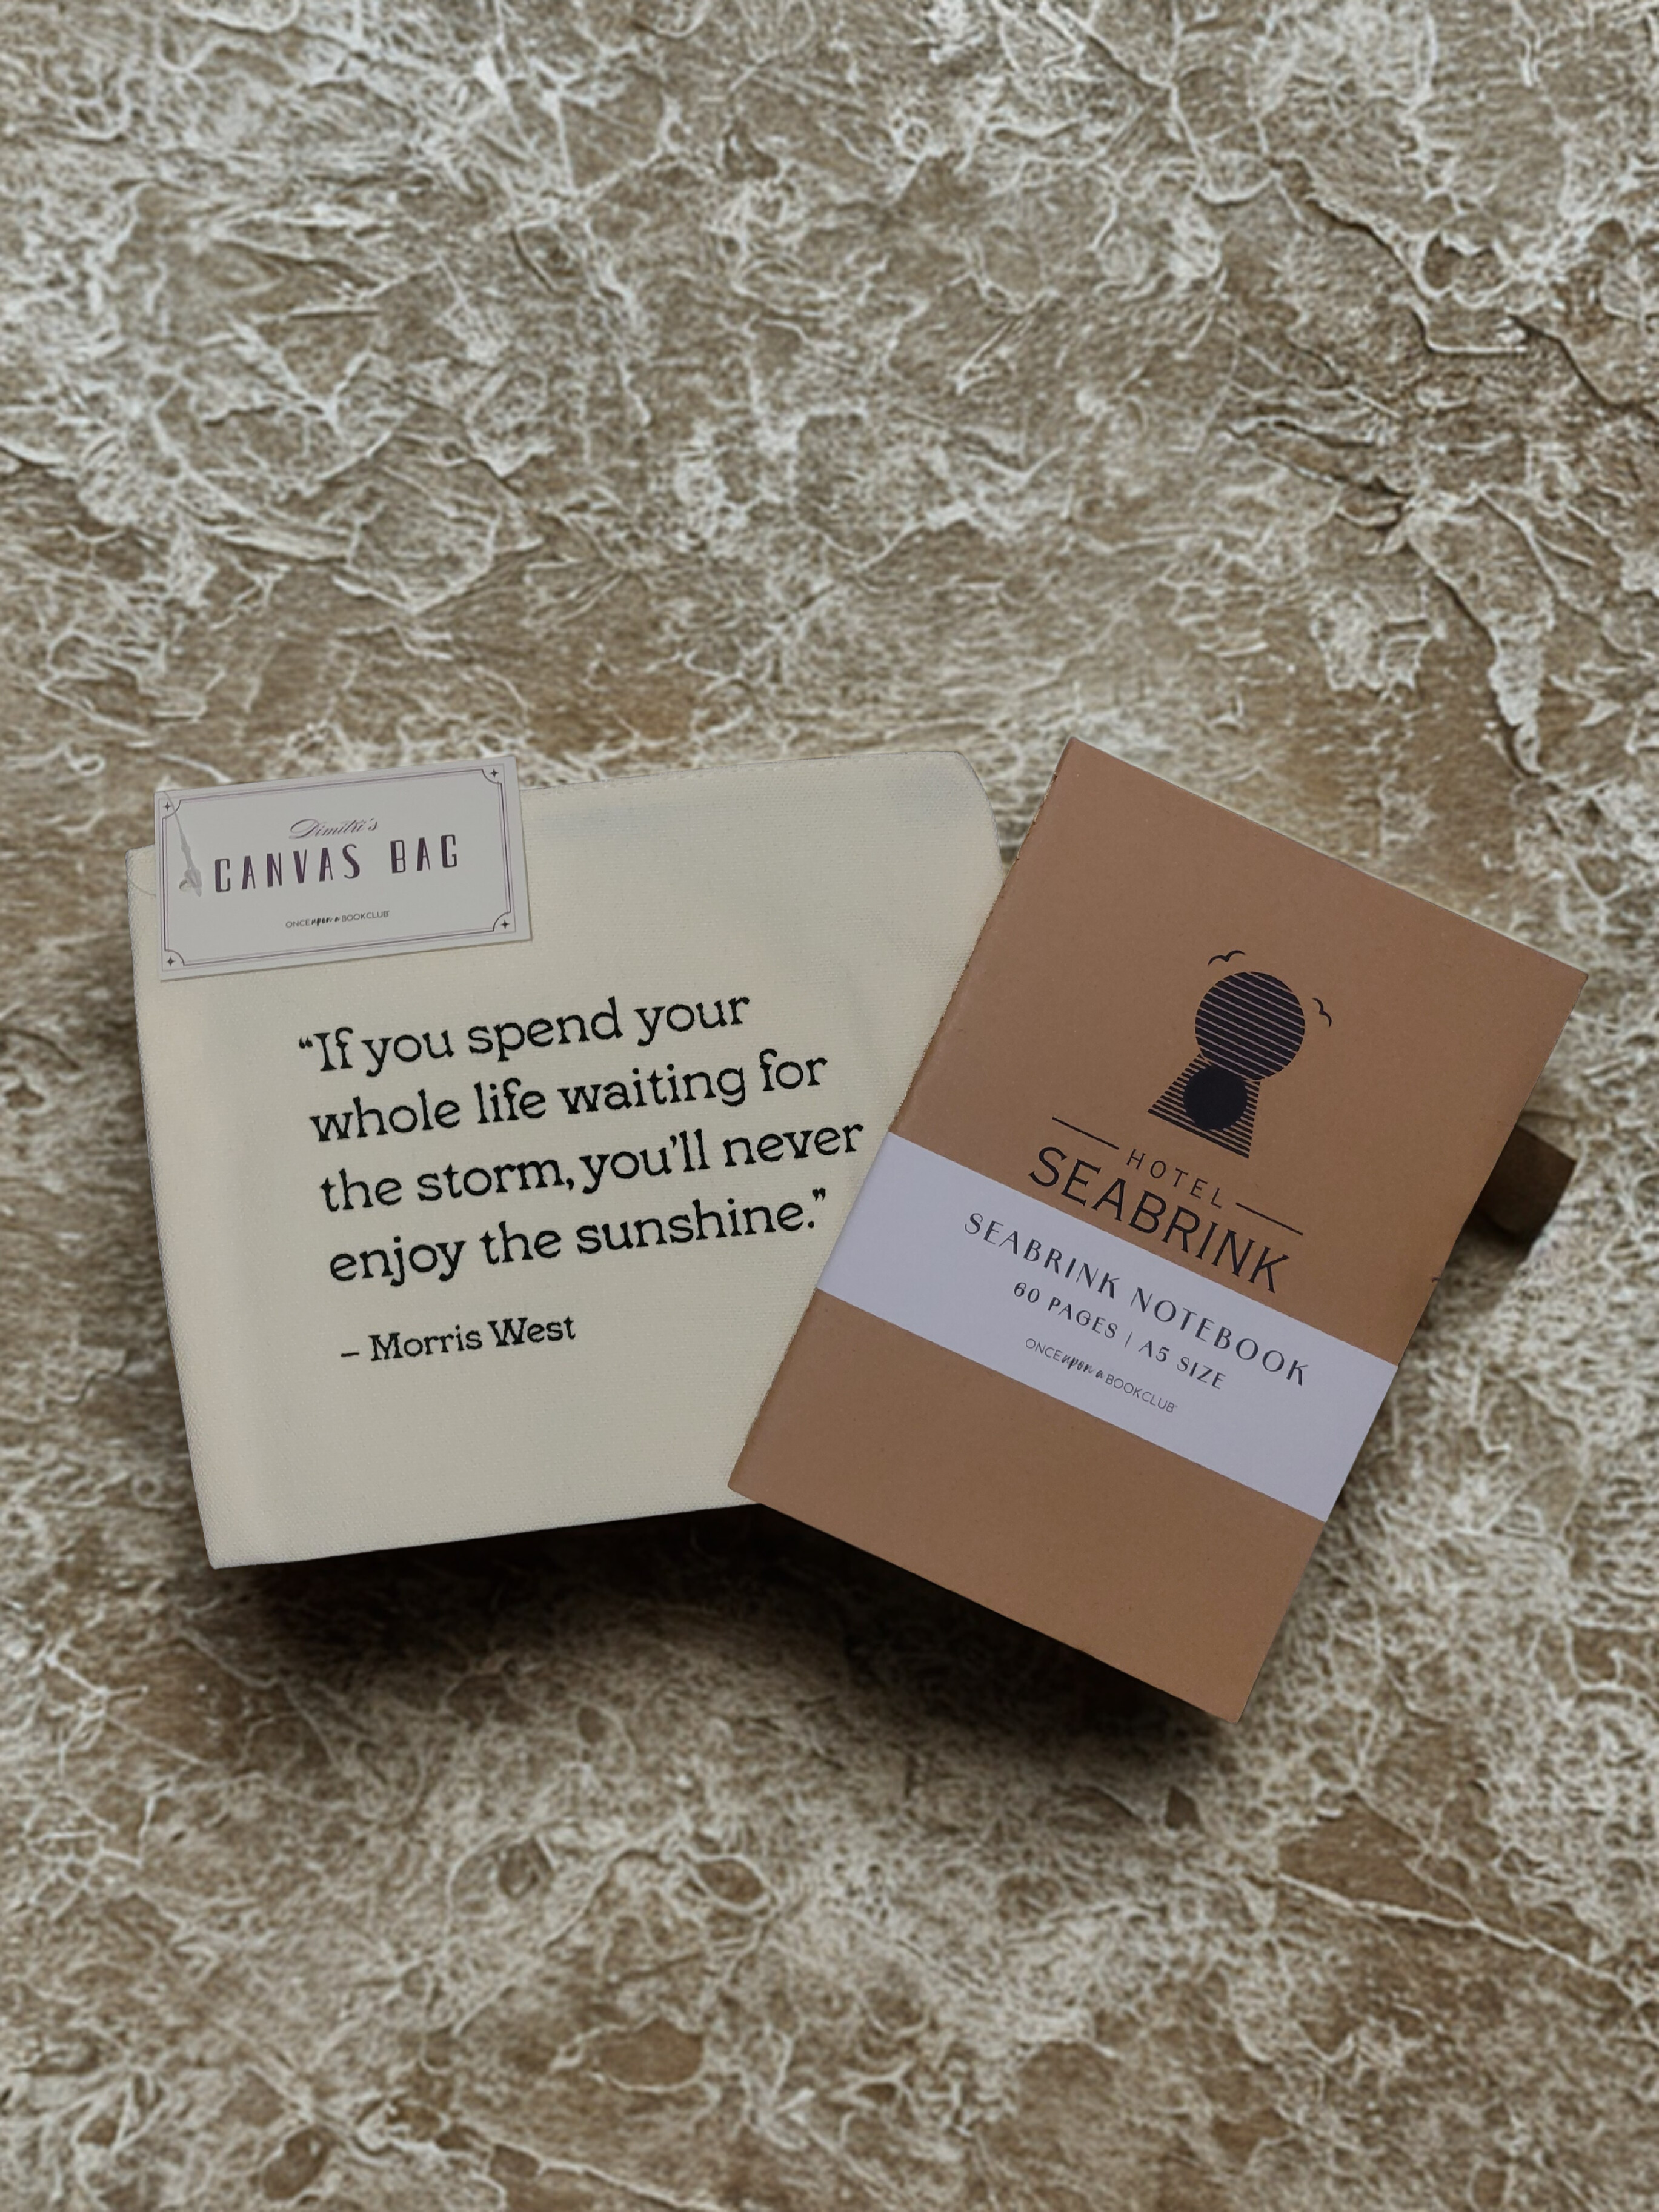 Dimitri's
CANVAS BAG
ONCE upon a BOOKCLUB
“If you spend your
whole life waiting for
the storm, you’ll never
enjoy the sunshine.”
– Morris West
HOTEL
SEABRINK
SEABRINK NOTEBOOK
60 PAGES | A5 SIZE
ONCE upon a BOOKCLUB